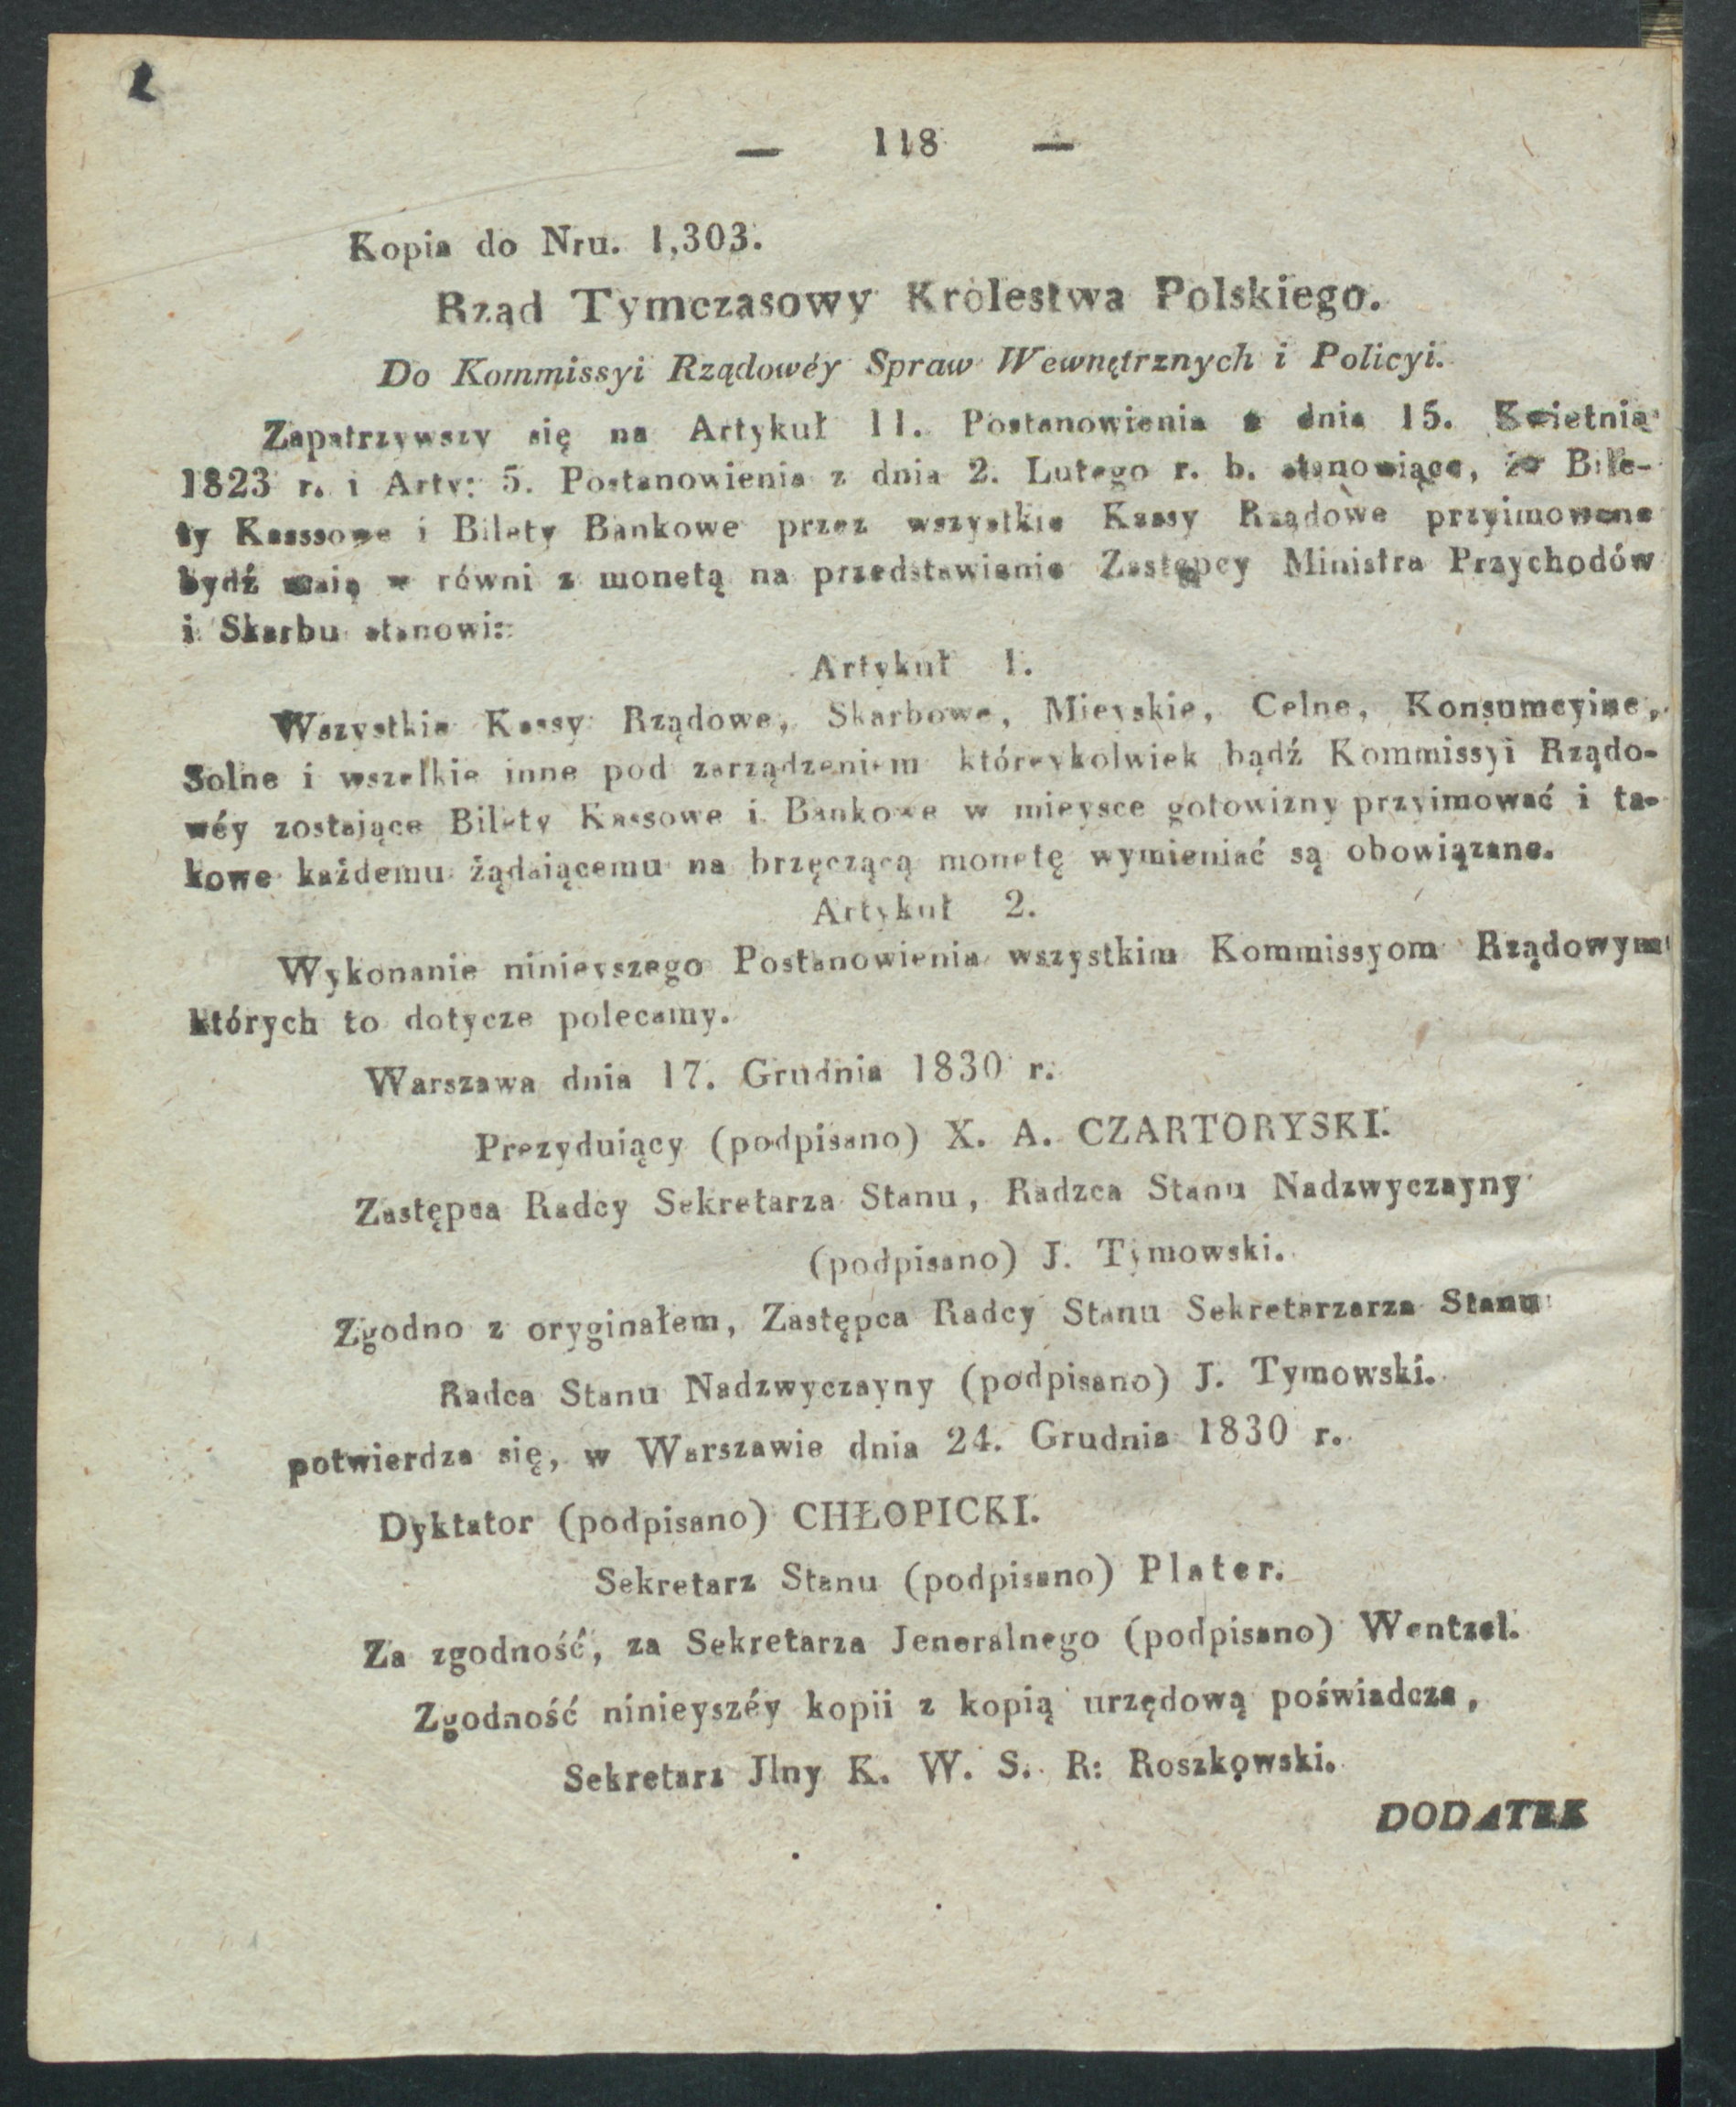 — 118 —
Kopia do Nru. 1,303.
Rząd Tymczasowy Królestwa Polskiego.
Do Kommissyi Rządowéy Spraw Wewnętrznych i Policyi.
Zapatrzywszy się na Artykuł 11. Postanowienia z dnia 15. Kwietnia
1823 r. i Arty: 5. Postanowienia z dnia 2. Lutego r. b. stanowiące, że Bile-
ty Kasssowe i Bilety Bankowe przez wszystkie Kassy Rządowe przyimowane
bydź maią w równi z monetą na przedstawienie Zastępcy Ministra Przychodów
i Skarbu stanowi:
Artykuł 1.
Wszystkie Kassy Rządowe, Skarbowe, Mieyskie, Celne, Konsumcyine,
Solne i wszelkie inne pod zarządzeniem któreykolwiek bądź Kommissyi Rządo-
wéy zostające Bilety Kassowe i Bankowe w mieysce gotowizny przyimować i ta-
kowe każdemu żądaiącemu na brzęczącą monetę wymieniać są obowiązane.
Artykuł 2.
Wykonanie ninieyszego Postanowienia wszystkim Kommissyom Rządowym
których to dotycze polecamy.
Warszawa dnia 17. Grudnia 1830 r.
Prezyduiący (podpisano) X. A. CZARTORYSKI.
Zastępca Radcy Sekretarza Stanu, Radzca Stanu Nadzwyczayny
(podpisano) J. Tymowski.
Zgodno z oryginałem, Zastępca Radcy Stanu Sekretarzarza Stanu
Radca Stanu Nadzwyczayny (podpisano) J. Tymowski.
potwierdza się, w Warszawie dnia 24. Grudnia 1830 r.
Dyktator (podpisano) CHŁOPICKI.
Sekretarz Stanu (podpisano) Plater.
Za zgodność, za Sekretarza Jeneralnego (podpisano) Wentzel.
Zgodność ninieyszéy kopii z kopią urzędową poświadcza,
Sekretarz Jlny K. W. S. R: Roszkowski.
DODATEK